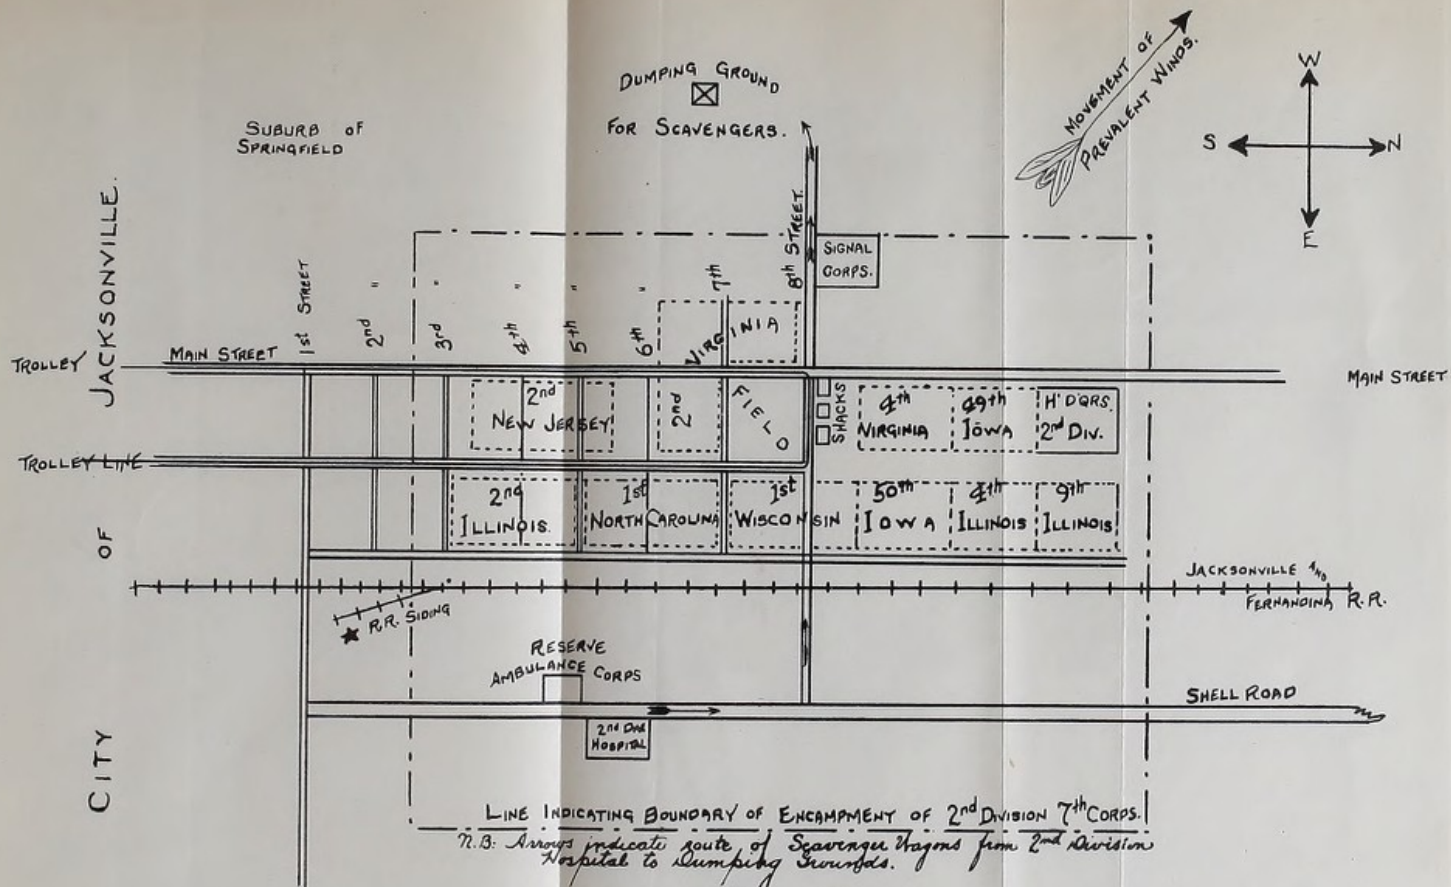 DUMPING GROUND
FOR SCAVENGERS.
MOVEMENT OF
PREVALENT WINDS.
W
S
N
E
SUBURB OF
SPRINGFIELD
CITY OF JACKSONVILLE.
1st STREET
2nd "
3rd "
4th "
5th "
6th "
7th
8th STREET.
SIGNAL
CORPS.
VIRGINIA
TROLLEY
MAIN STREET
MAIN STREET
2nd
NEW JERSEY
2nd
FIELD
SHACKS
4th
VIRGINIA
49th
IOWA
H'D'QRS.
2nd DIV.
TROLLEY LINE
2nd
ILLINOIS.
1st
NORTH CAROLINA
1st
WISCONSIN
50th
IOWA
4th
ILLINOIS
9th
ILLINOIS
JACKSONVILLE AND
FERNANDINA R.R.
R.R. SIDING
RESERVE
AMBULANCE CORPS
SHELL ROAD
2nd DIV
HOSPITAL
LINE INDICATING BOUNDARY OF ENCAMPMENT OF 2nd DIVISION 7th CORPS.
N.B: Arrows indicate route of Scavenger Wagons from 2nd Division
Hospital to Dumping Grounds.